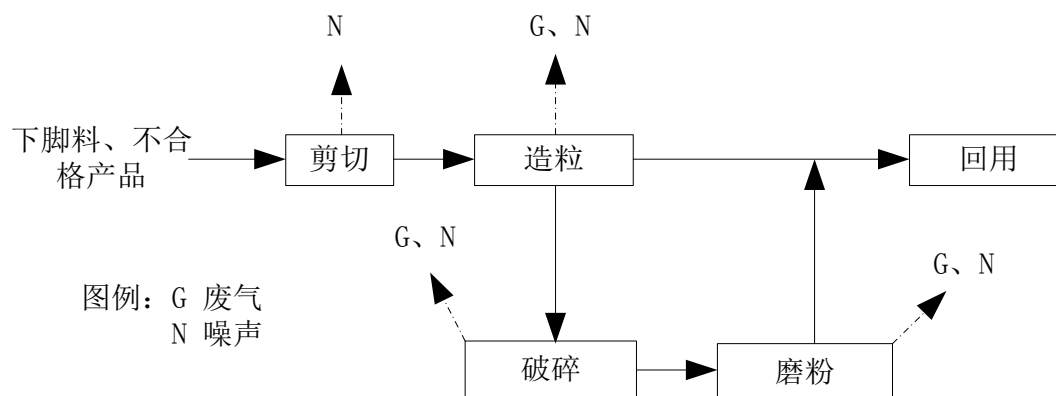 N
G、N
下脚料、不合
格产品
剪切
造粒
回用
G、N
G、N
图例：G 废气
N 噪声
破碎
磨粉